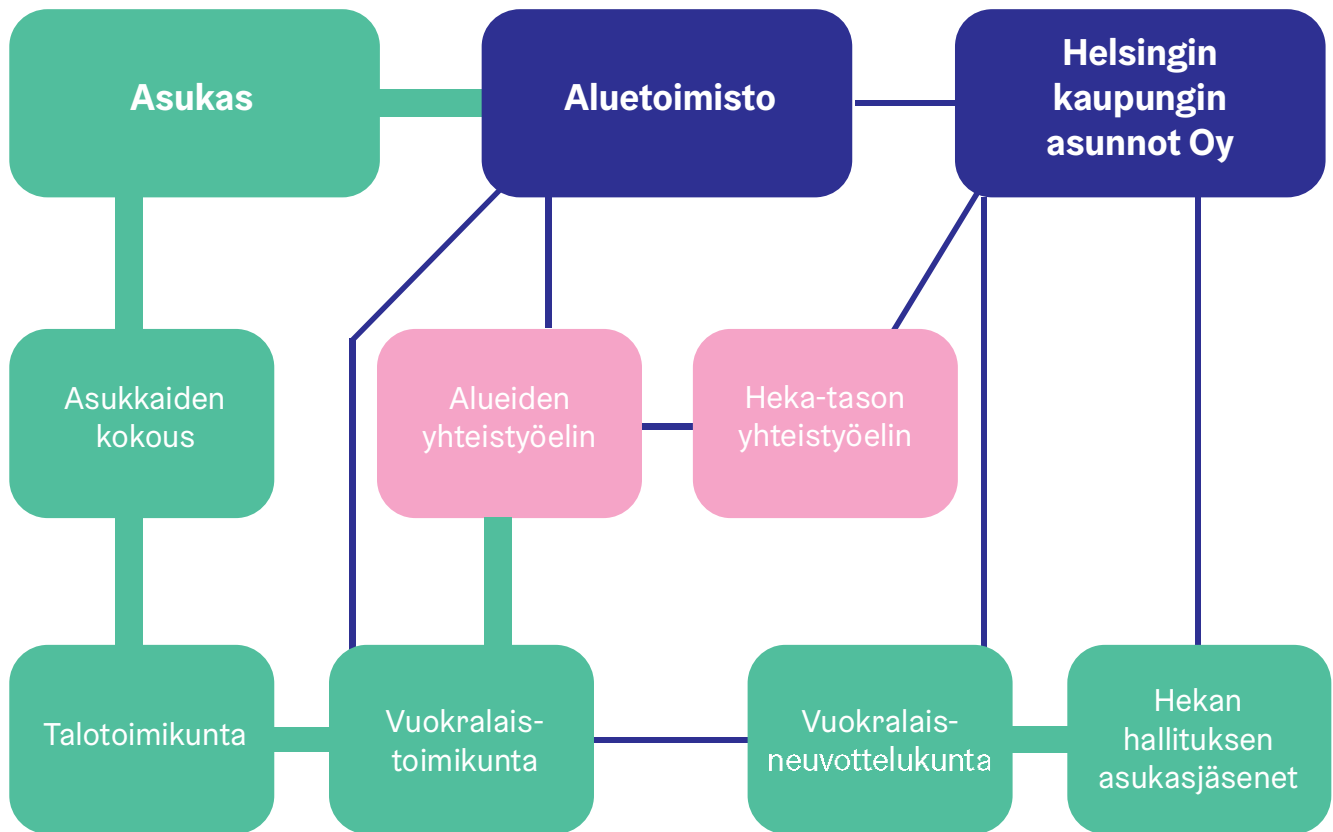 Asukas
Aluetoimisto
Helsingin
kaupungin
asunnot Oy
Asukkaiden
kokous
Alueiden
yhteistyöelin
Heka-tason
yhteistyöelin
Talotoimikunta
Vuokralais-
toimikunta
Vuokralais-
neuvottelukunta
Hekan
hallituksen
asukasjäsenet